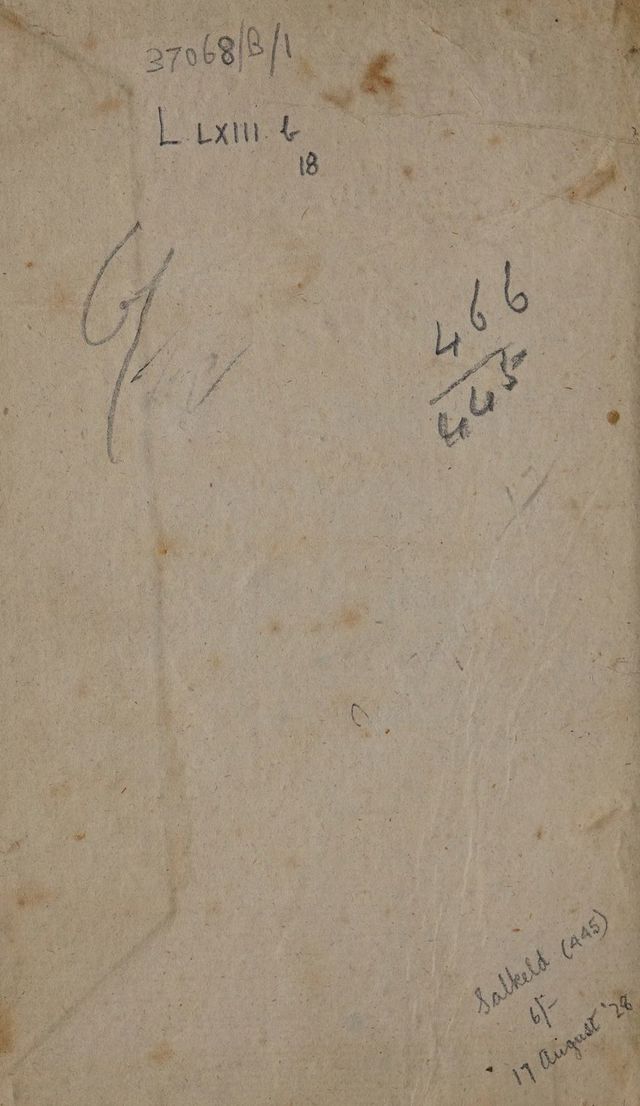 37068/B/1
L LXIII b
18
6/-
466
445
Salkeld (445)
6/-
17 August '28